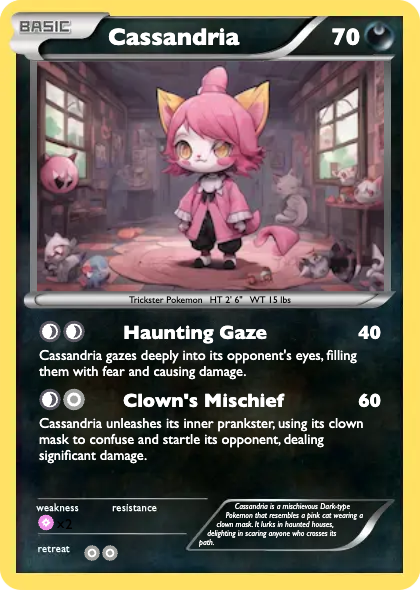 BASIC
Cassandria 70
Trickster Pokemon HT 2' 6" WT 15 lbs
Haunting Gaze 40
Cassandria gazes deeply into its opponent's eyes, filling
them with fear and causing damage.
Clown's Mischief 60
Cassandria unleashes its inner prankster, using its clown
mask to confuse and startle its opponent, dealing
significant damage.
weakness resistance
x2
retreat
Cassandria is a mischievous Dark-type
Pokemon that resembles a pink cat wearing a
clown mask. It lurks in haunted houses,
delighting in scaring anyone who crosses its
path.